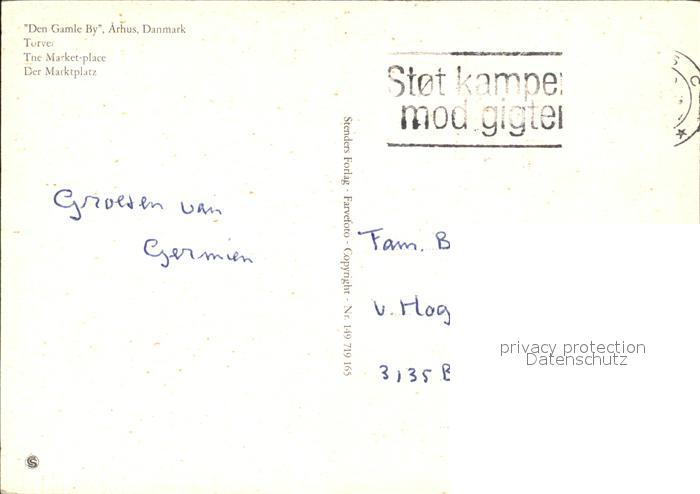 "Den Gamle By", Århus, Danmark
Torvet
The Market-place
Der Marktplatz
Støt kampen
mod gigten
Stenders Forlag - Farvefoto - Copyright - Nr. 149 719 165
Groeten van
Germien
Fam. B
v. Hog
3135 B
privacy protection
Datenschutz